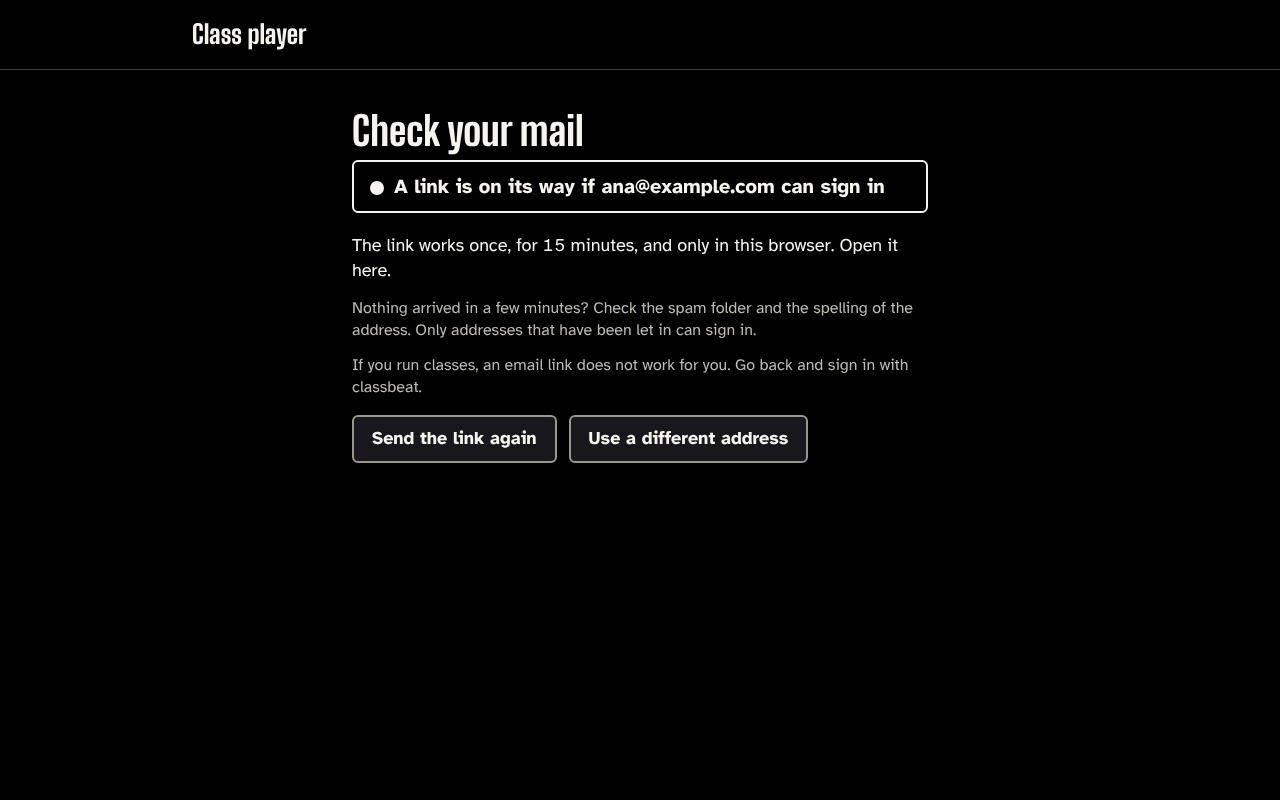 Class player
Check your mail
A link is on its way if ana@example.com can sign in
The link works once, for 15 minutes, and only in this browser. Open it
here.
Nothing arrived in a few minutes? Check the spam folder and the spelling of the
address. Only addresses that have been let in can sign in.
If you run classes, an email link does not work for you. Go back and sign in with
classbeat.
Send the link again
Use a different address